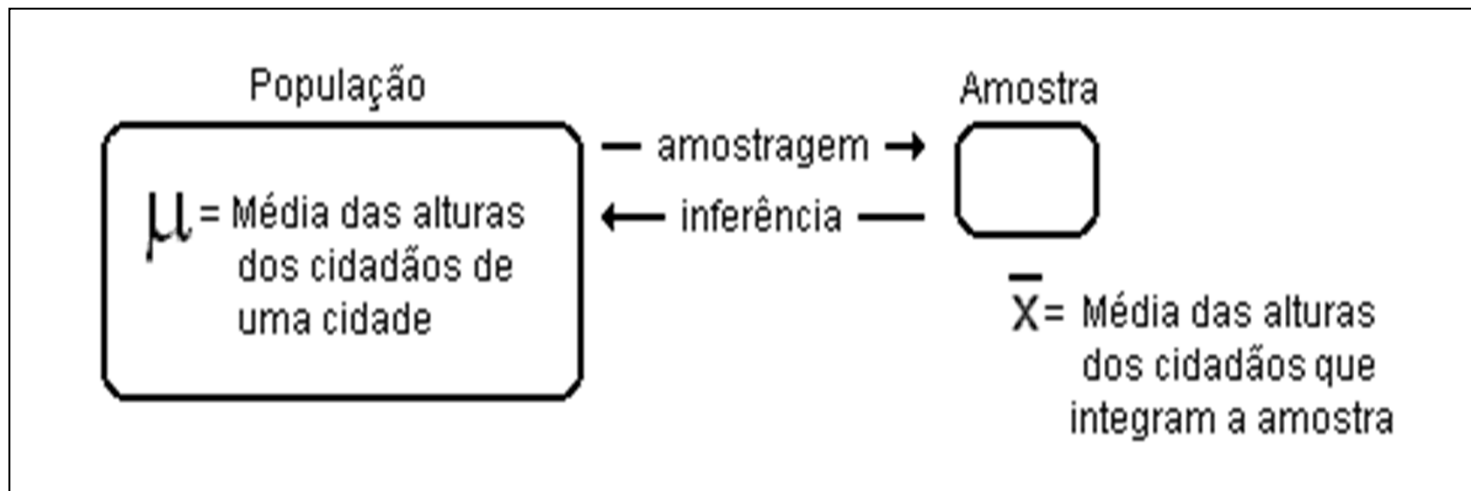 População
Amostra
amostragem
inferência
μ = Média das alturas
dos cidadãos de
uma cidade
x̄ = Média das alturas
dos cidadãos que
integram a amostra